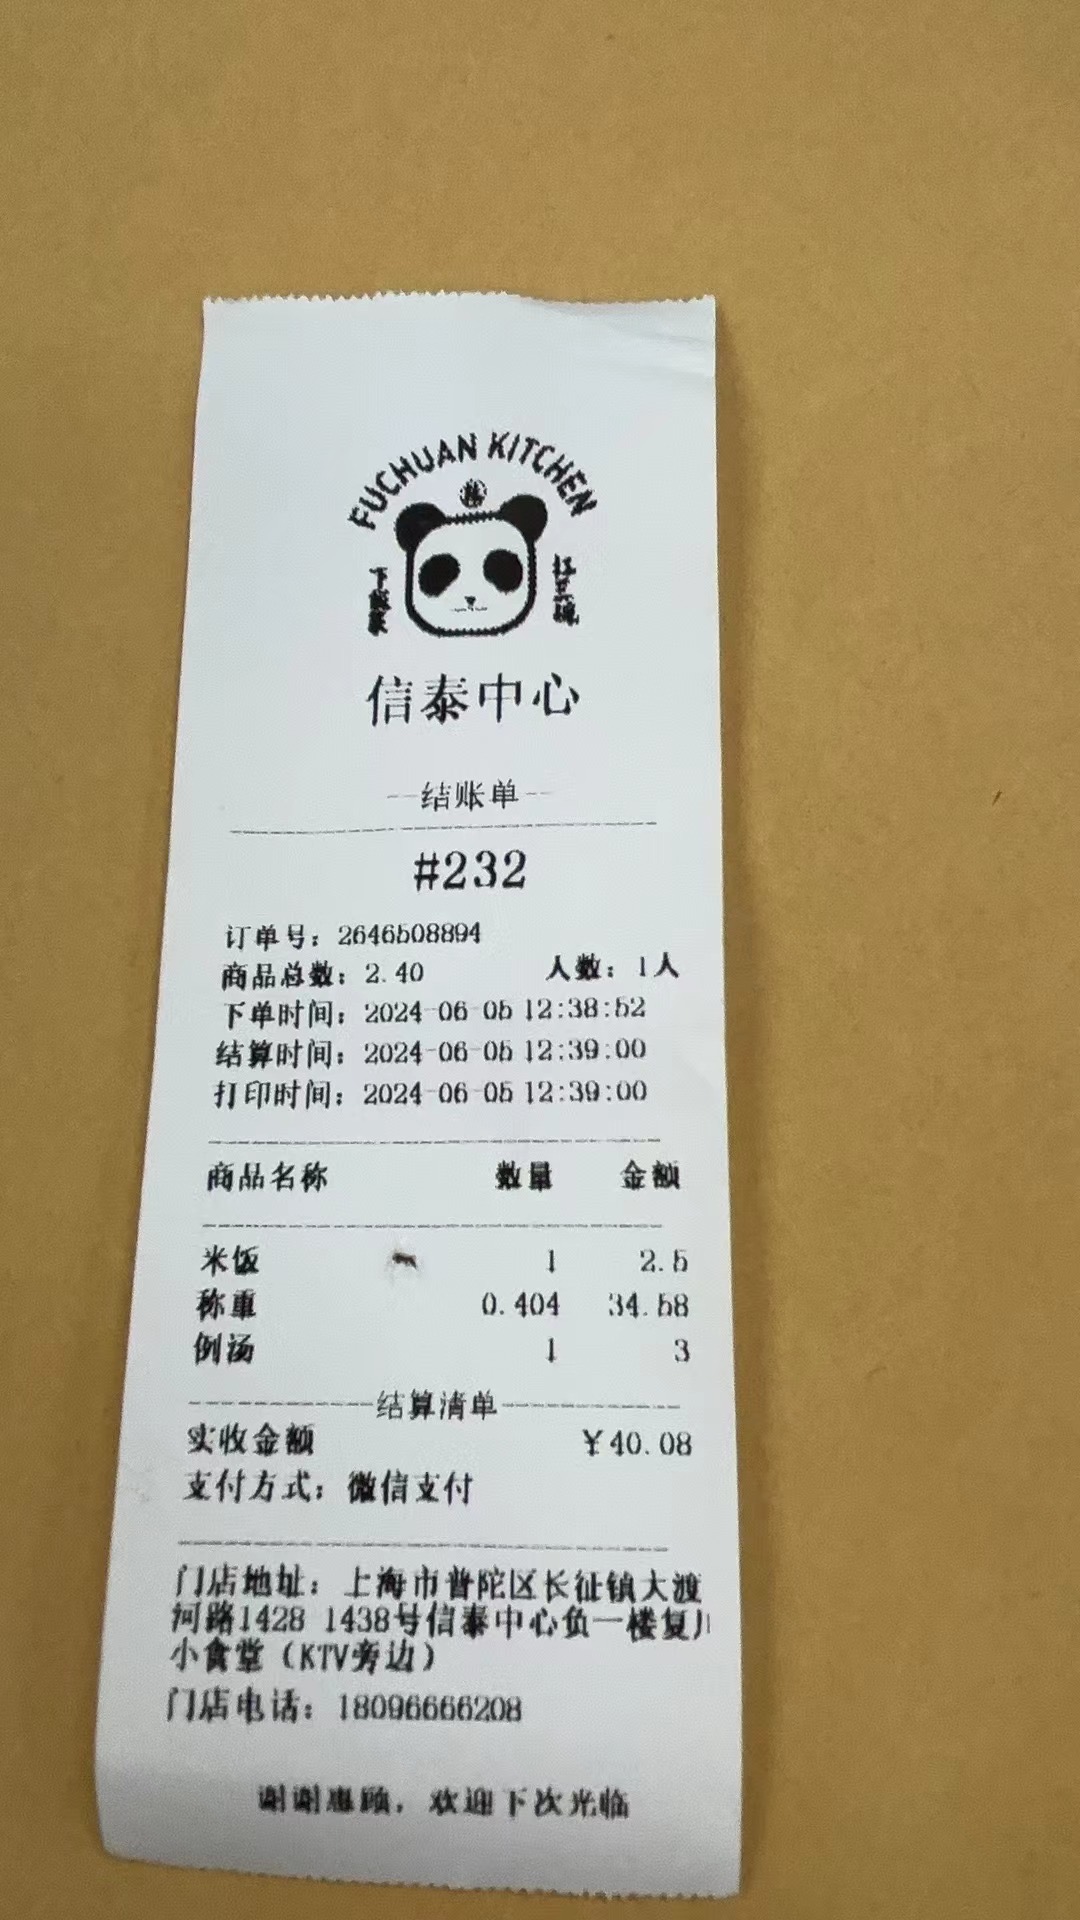 FUCHUAN KITCHEN
下饭菜
信泰中心
--结账单--
#232
订单号：2646508894
商品总数：2.40 人数：1人
下单时间：2024-06-05 12:38:52
结算时间：2024-06-05 12:39:00
打印时间：2024-06-05 12:39:00
商品名称 数量 金额
米饭 1 2.5
称重 0.404 34.58
例汤 1 3
------------结算清单------------
实收金额 ￥40.08
支付方式：微信支付
门店地址：上海市普陀区长征镇大渡
河路1428 1438号信泰中心负一楼复川
小食堂（KTV旁边）
门店电话：18096666208
谢谢惠顾，欢迎下次光临